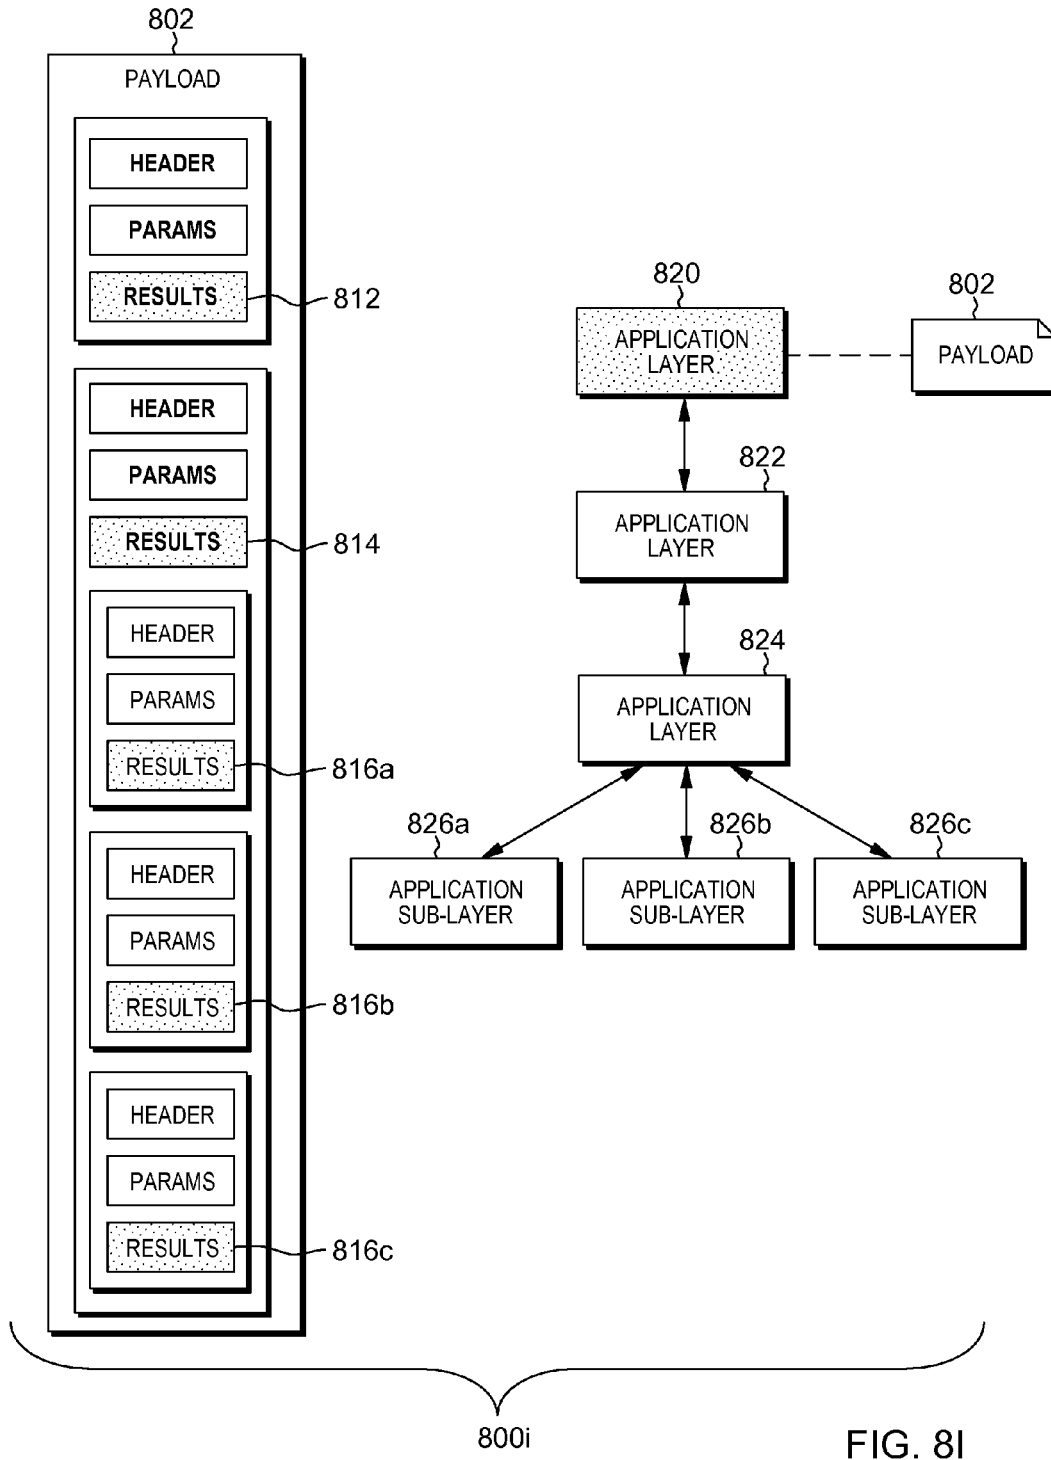 802
PAYLOAD
HEADER
PARAMS
RESULTS
812
HEADER
PARAMS
RESULTS
814
HEADER
PARAMS
RESULTS
816a
HEADER
PARAMS
RESULTS
816b
HEADER
PARAMS
RESULTS
816c
820
APPLICATION
LAYER
802
PAYLOAD
822
APPLICATION
LAYER
824
APPLICATION
LAYER
826a
APPLICATION
SUB-LAYER
826b
APPLICATION
SUB-LAYER
826c
APPLICATION
SUB-LAYER
800i
FIG. 8I